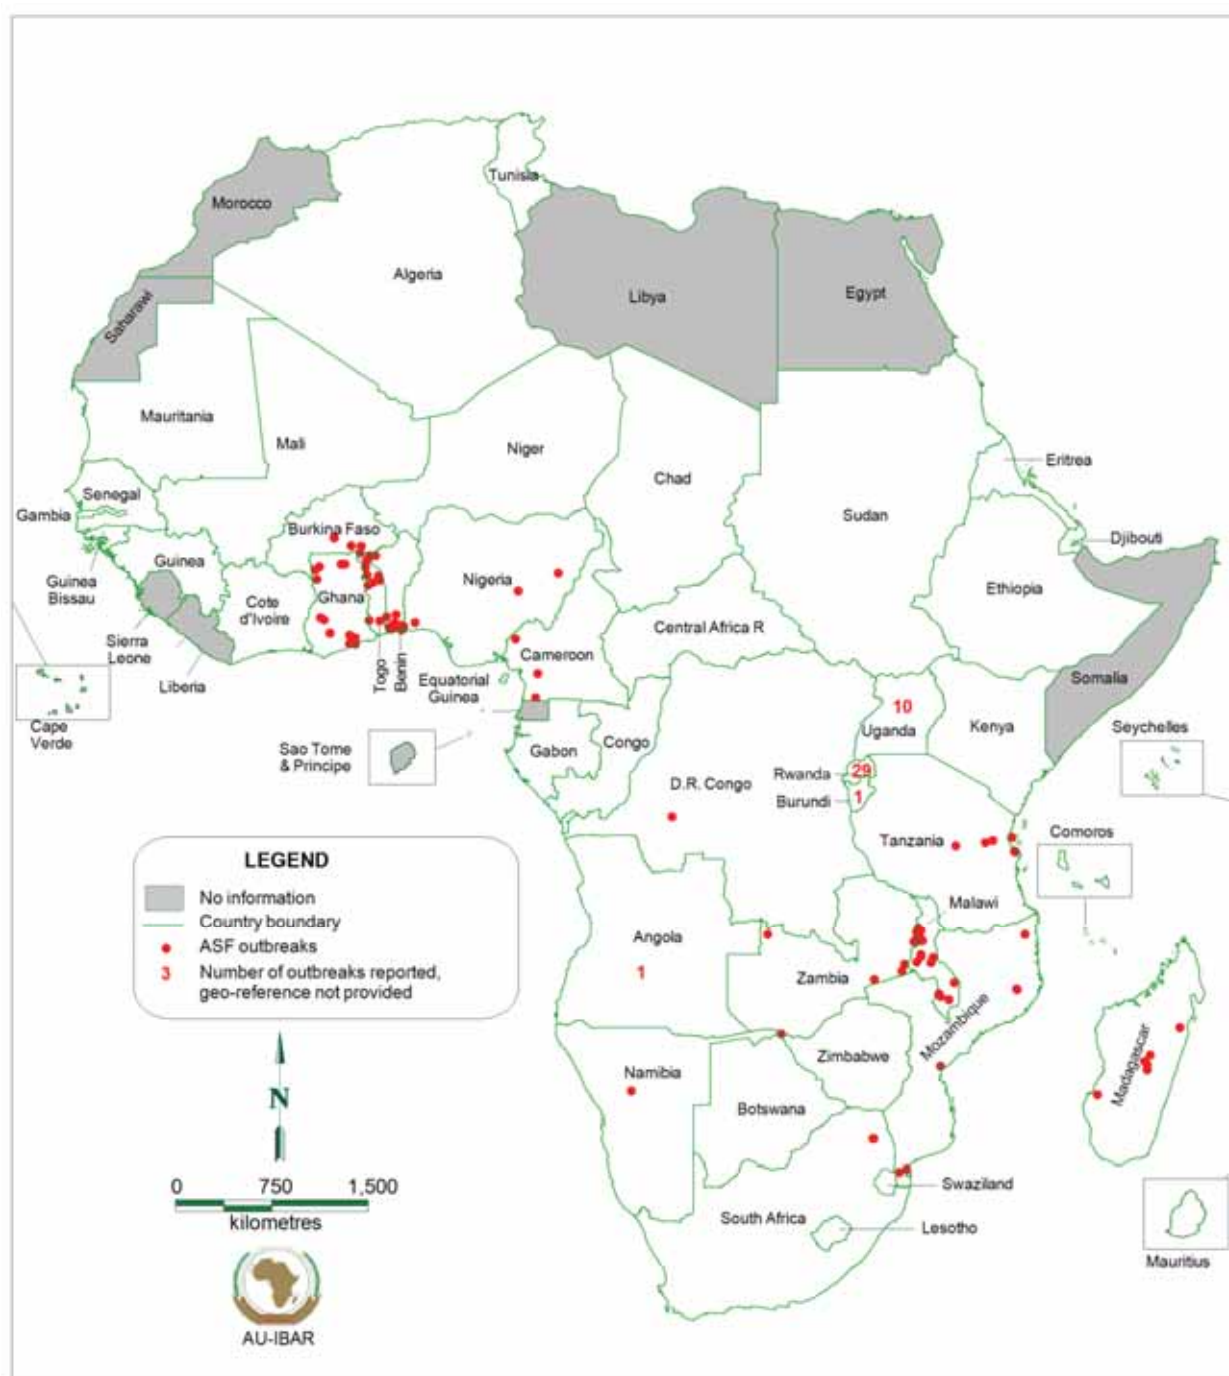 Tunisia
Morocco
Algeria
Libya
Egypt
Saharawi
Mauritania
Mali
Niger
Chad
Sudan
Eritrea
Senegal
Gambia
Burkina Faso
Djibouti
Guinea
Nigeria
Guinea
Bissau
Ghana
Cote
d'Ivoire
Ethiopia
Central Africa R
Sierra
Leone
Cameroon
Togo
Benin
Equatorial
Guinea
Liberia
Somalia
10
Uganda
Kenya
Cape
Verde
Seychelles
Sao Tome
& Principe
Gabon
Congo
D.R. Congo
Rwanda
29
Burundi
1
Tanzania
Comoros
LEGEND
No information
Country boundary
ASF outbreaks
3
Number of outbreaks reported,
geo-reference not provided
Malawi
Angola
1
Zambia
Mozambique
Zimbabwe
Madagascar
Namibia
Botswana
N
0 750 1,500
kilometres
Swaziland
South Africa
Lesotho
Mauritius
AU-IBAR